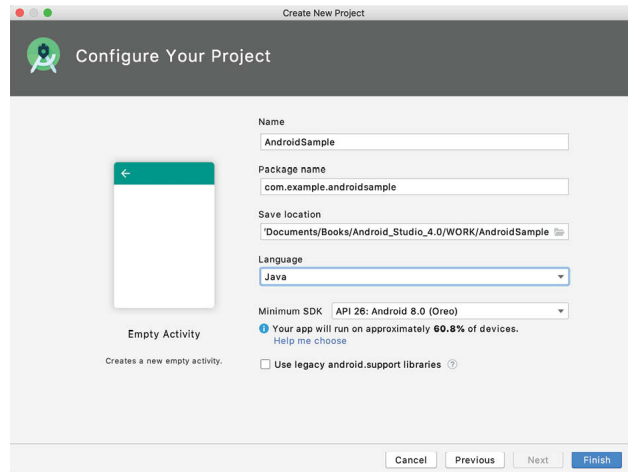 Create New Project
Configure Your Project
Name
AndroidSample
Package name
com.example.androidsample
Save location
'Documents/Books/Android_Studio_4.0/WORK/AndroidSample
Language
Java
Minimum SDK API 26: Android 8.0 (Oreo)
Your app will run on approximately 60.8% of devices.
Help me choose
Use legacy android.support libraries ?
Empty Activity
Creates a new empty activity.
Cancel Previous Next Finish